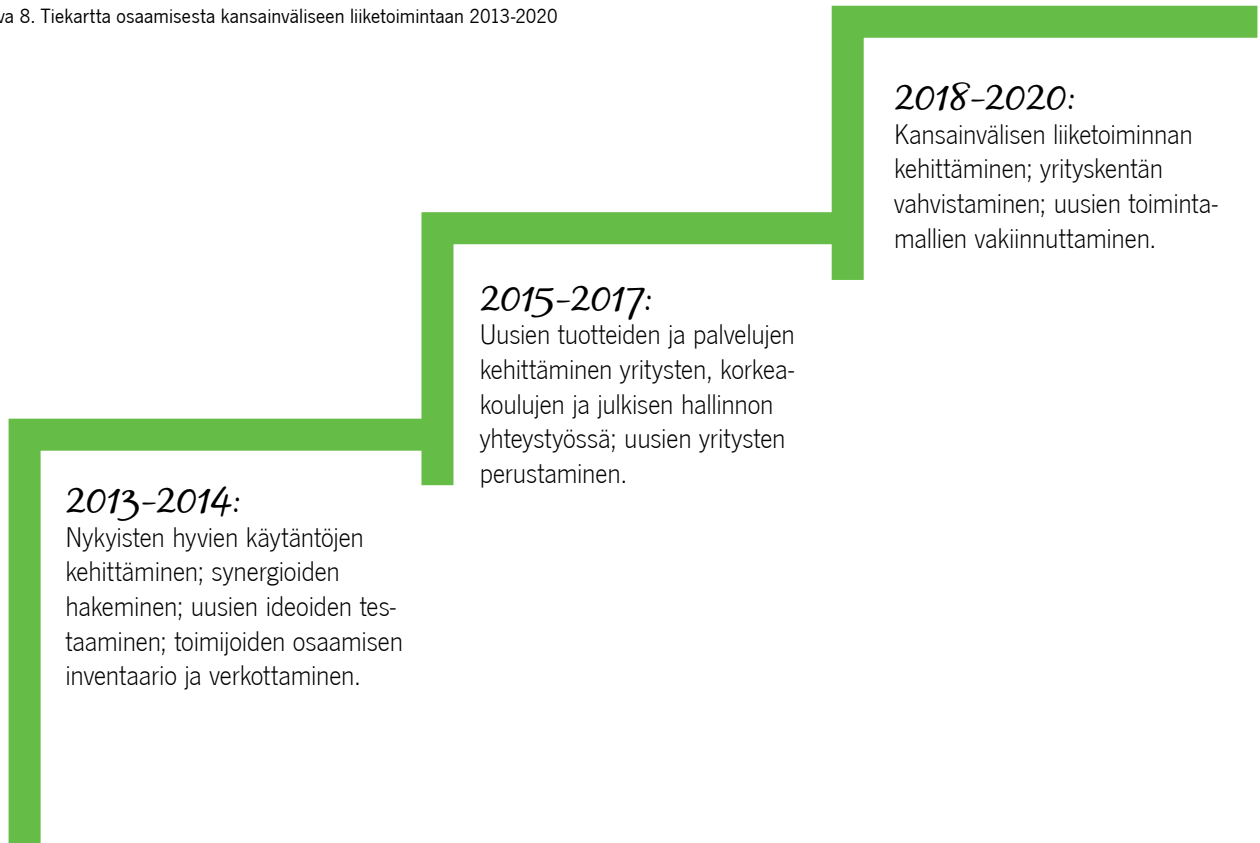 va 8. Tiekartta osaamisesta kansainväliseen liiketoimintaan 2013-2020
2018-2020:
Kansainvälisen liiketoiminnan
kehittäminen; yrityskentän
vahvistaminen; uusien toiminta-
mallien vakiinnuttaminen.
2015-2017:
Uusien tuotteiden ja palvelujen
kehittäminen yritysten, korkea-
koulujen ja julkisen hallinnon
yhteystyössä; uusien yritysten
perustaminen.
2013-2014:
Nykyisten hyvien käytäntöjen
kehittäminen; synergioiden
hakeminen; uusien ideoiden tes-
taaminen; toimijoiden osaamisen
inventaario ja verkottaminen.